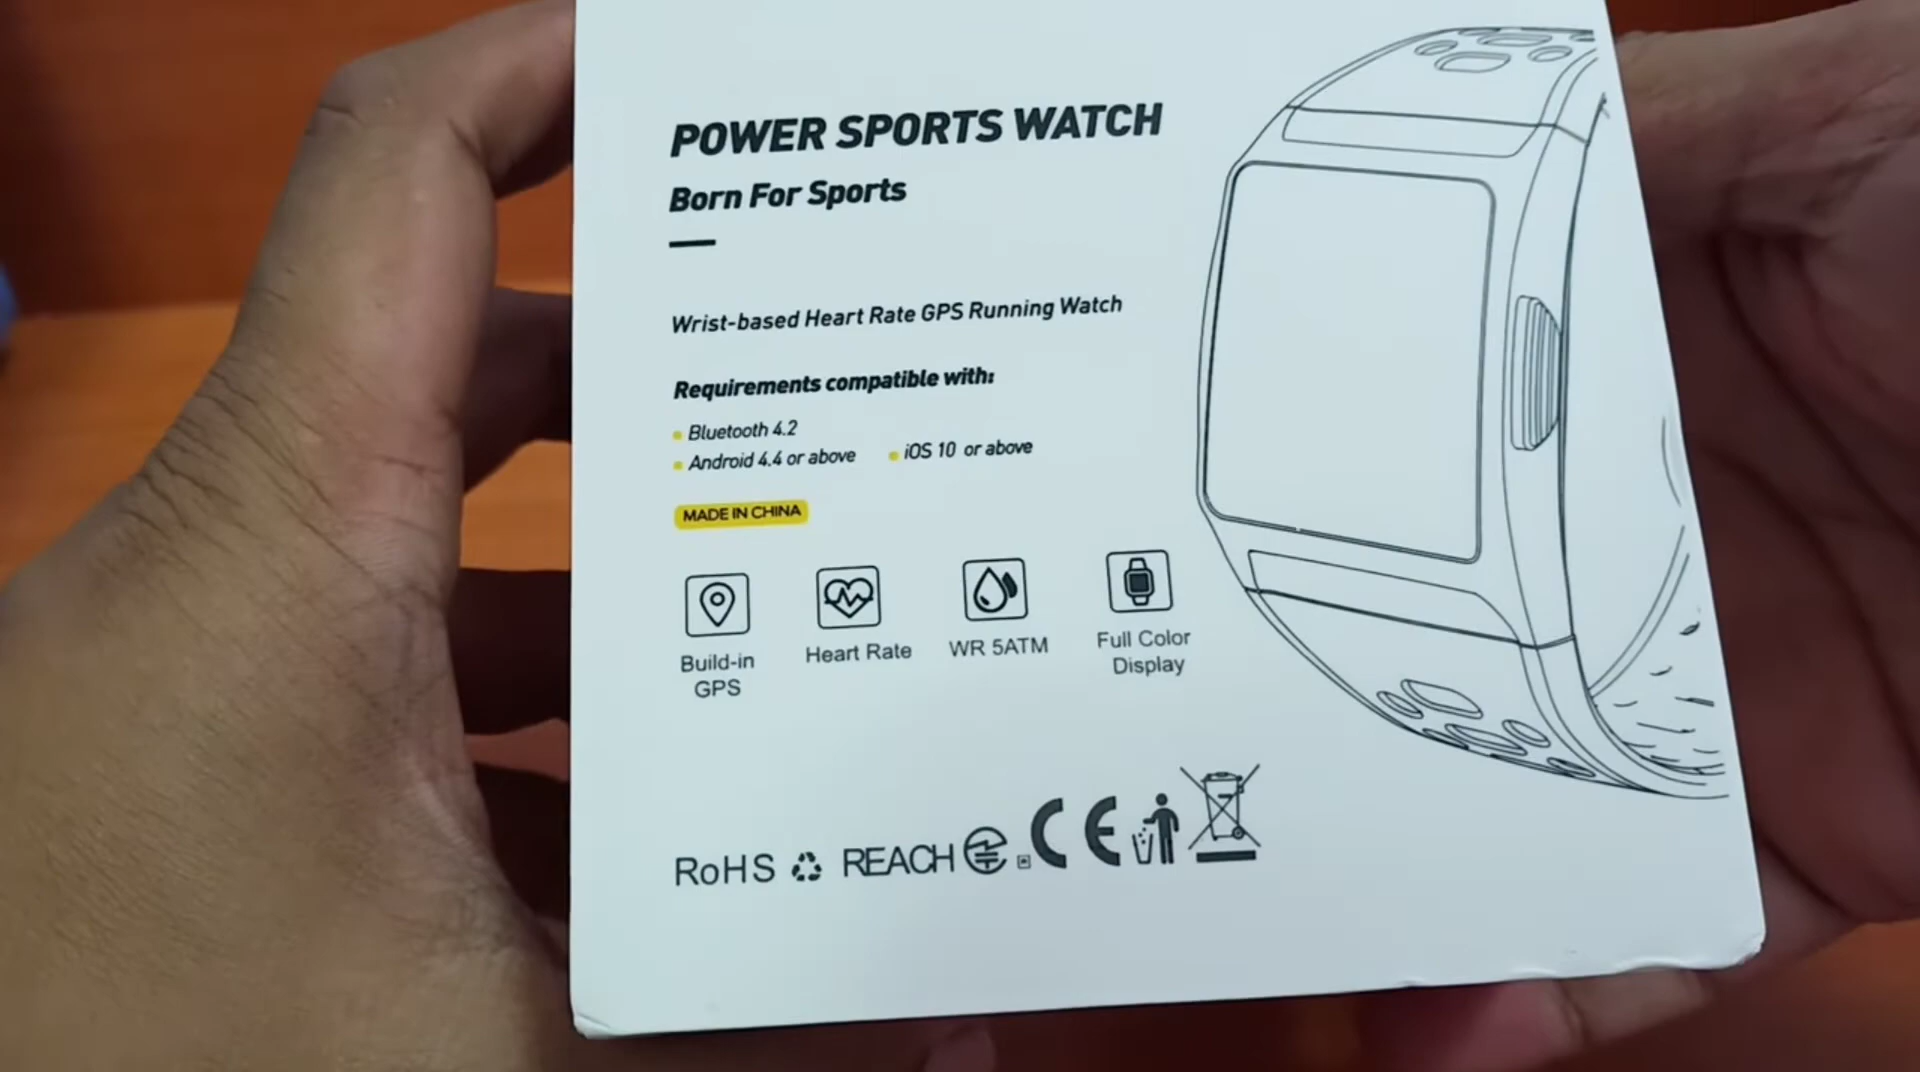 POWER SPORTS WATCH
Born For Sports
Wrist-based Heart Rate GPS Running Watch
Requirements compatible with:
Bluetooth 4.2
Android 4.4 or above
iOS 10 or above
MADE IN CHINA
Build-in
GPS
Heart Rate
WR 5ATM
Full Color
Display
RoHS
REACH
CE